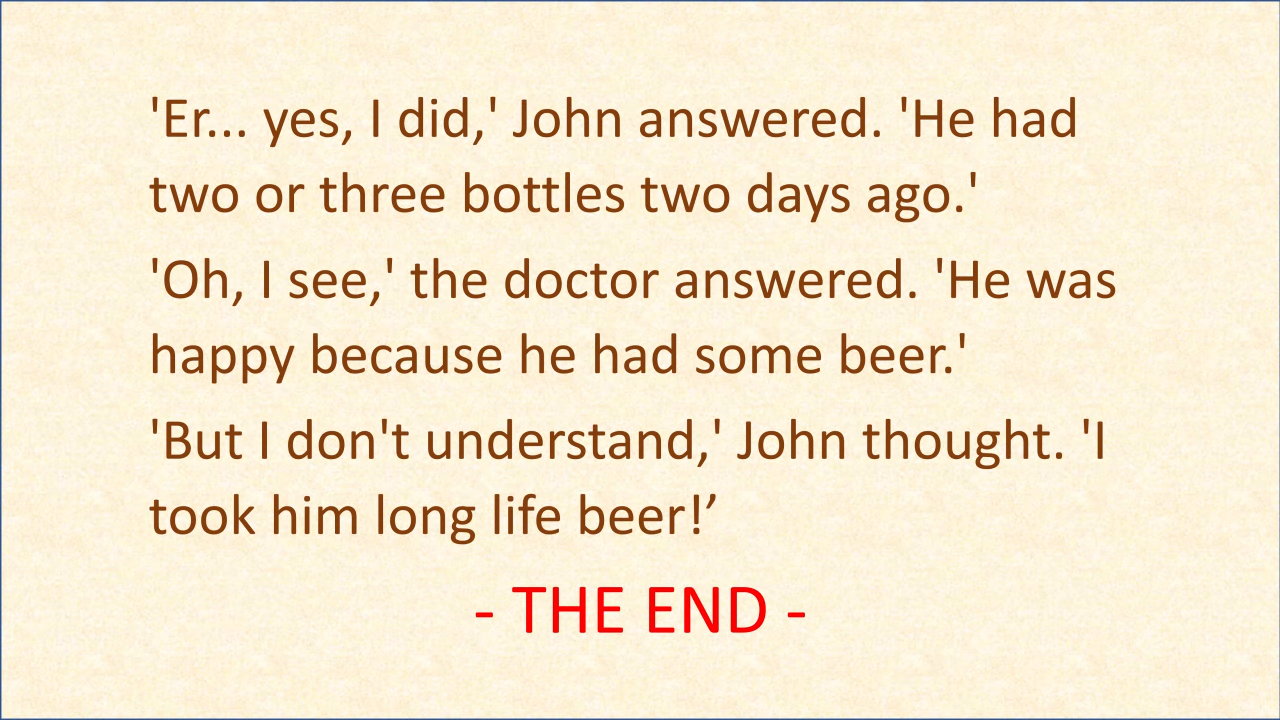 'Er... yes, I did,' John answered. 'He had
two or three bottles two days ago.'
'Oh, I see,' the doctor answered. 'He was
happy because he had some beer.'
'But I don't understand,' John thought. 'I
took him long life beer!’
- THE END -